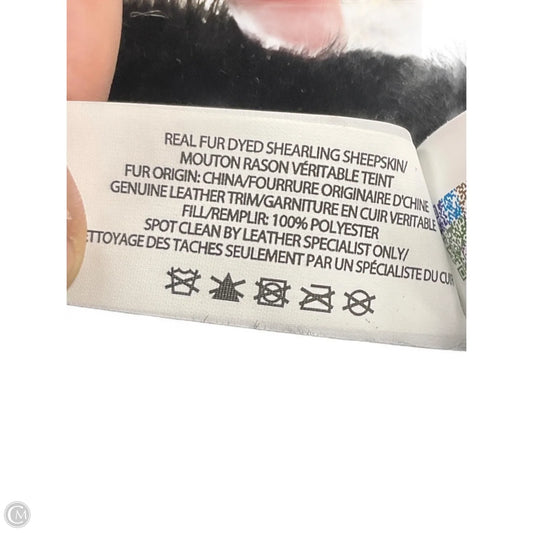 REAL FUR DYED SHEARLING SHEEPSKIN/
MOUTON RASON VÉRITABLE TEINT
FUR ORIGIN: CHINA/FOURRURE ORIGINAIRE D'CHINE
GENUINE LEATHER TRIM/GARNITURE EN CUIR VERITABLE
FILL/REMPLIR: 100% POLYESTER
SPOT CLEAN BY LEATHER SPECIALIST ONLY/
ETTOYAGE DES TACHES SEULEMENT PAR UN SPÉCIALISTE DU CUI
CM